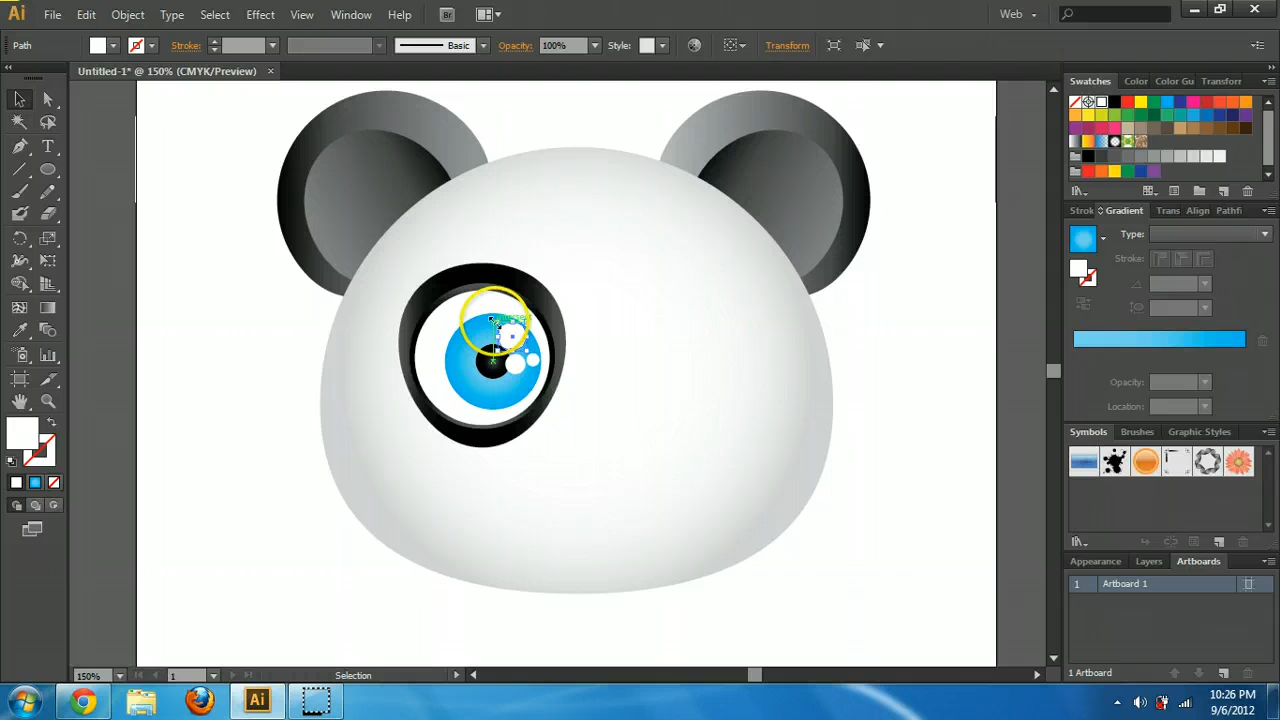 Ai File Edit Object Type Select Effect View Window Help Br Web
Path Stroke: Basic Opacity: 100% Style: Transform
Untitled-1* @ 150% (CMYK/Preview) ×
Swatches Color Color Gu Transform
Strok Gradient Trans Align Pathfi
Type:
Stroke:
Opacity:
Location:
Symbols Brushes Graphic Styles
Appearance Layers Artboards
1 Artboard 1
1 Artboard
150% 1 Selection
Ai
10:26 PM
9/6/2012